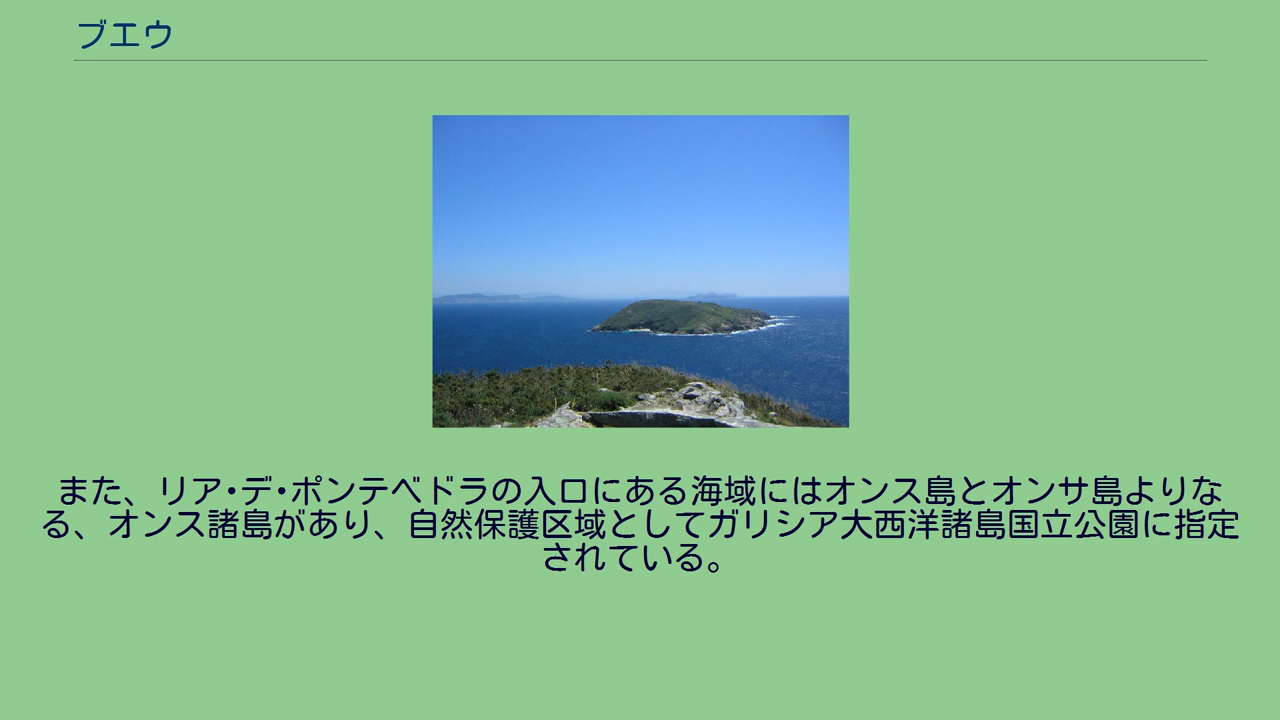 ブエウ
また、リア・デ・ポンテベドラの入口にある海域にはオンス島とオンサ島よりな
る、オンス諸島があり、自然保護区域としてガリシア大西洋諸島国立公園に指定
されている。